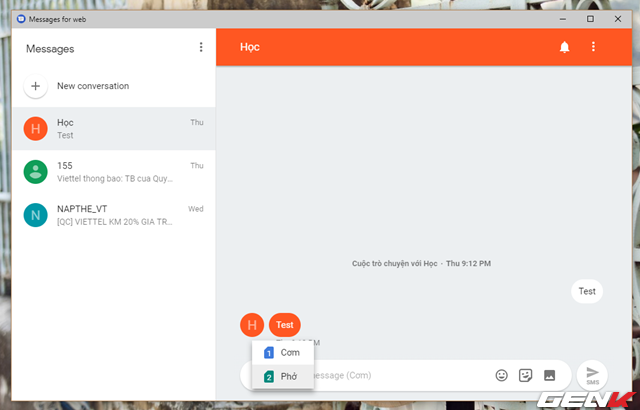 Messages for web
Messages
Học
New conversation
Học
Thu
Test
155
Thu
Viettel thong bao: TB cua Quy...
NAPTHE_VT
Wed
[QC] VIETTEL KM 20% GIA TR...
Cuộc trò chuyện với Học · Thu 9:12 PM
Test
H
Test
1 Cơm
2 Phở
message (Cơm)
SMS
GENK